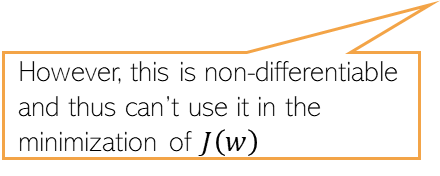 However, this is non-differentiable
and thus can't use it in the
minimization of J(w)